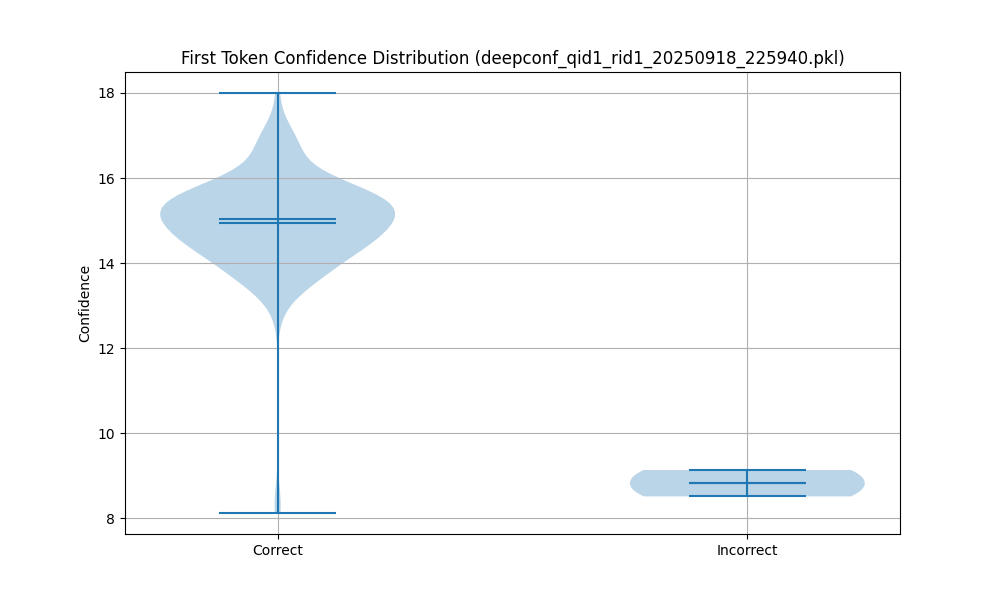 First Token Confidence Distribution (deepconf_qid1_rid1_20250918_225940.pkl)
18
16
14
12
10
8
Confidence
Correct
Incorrect